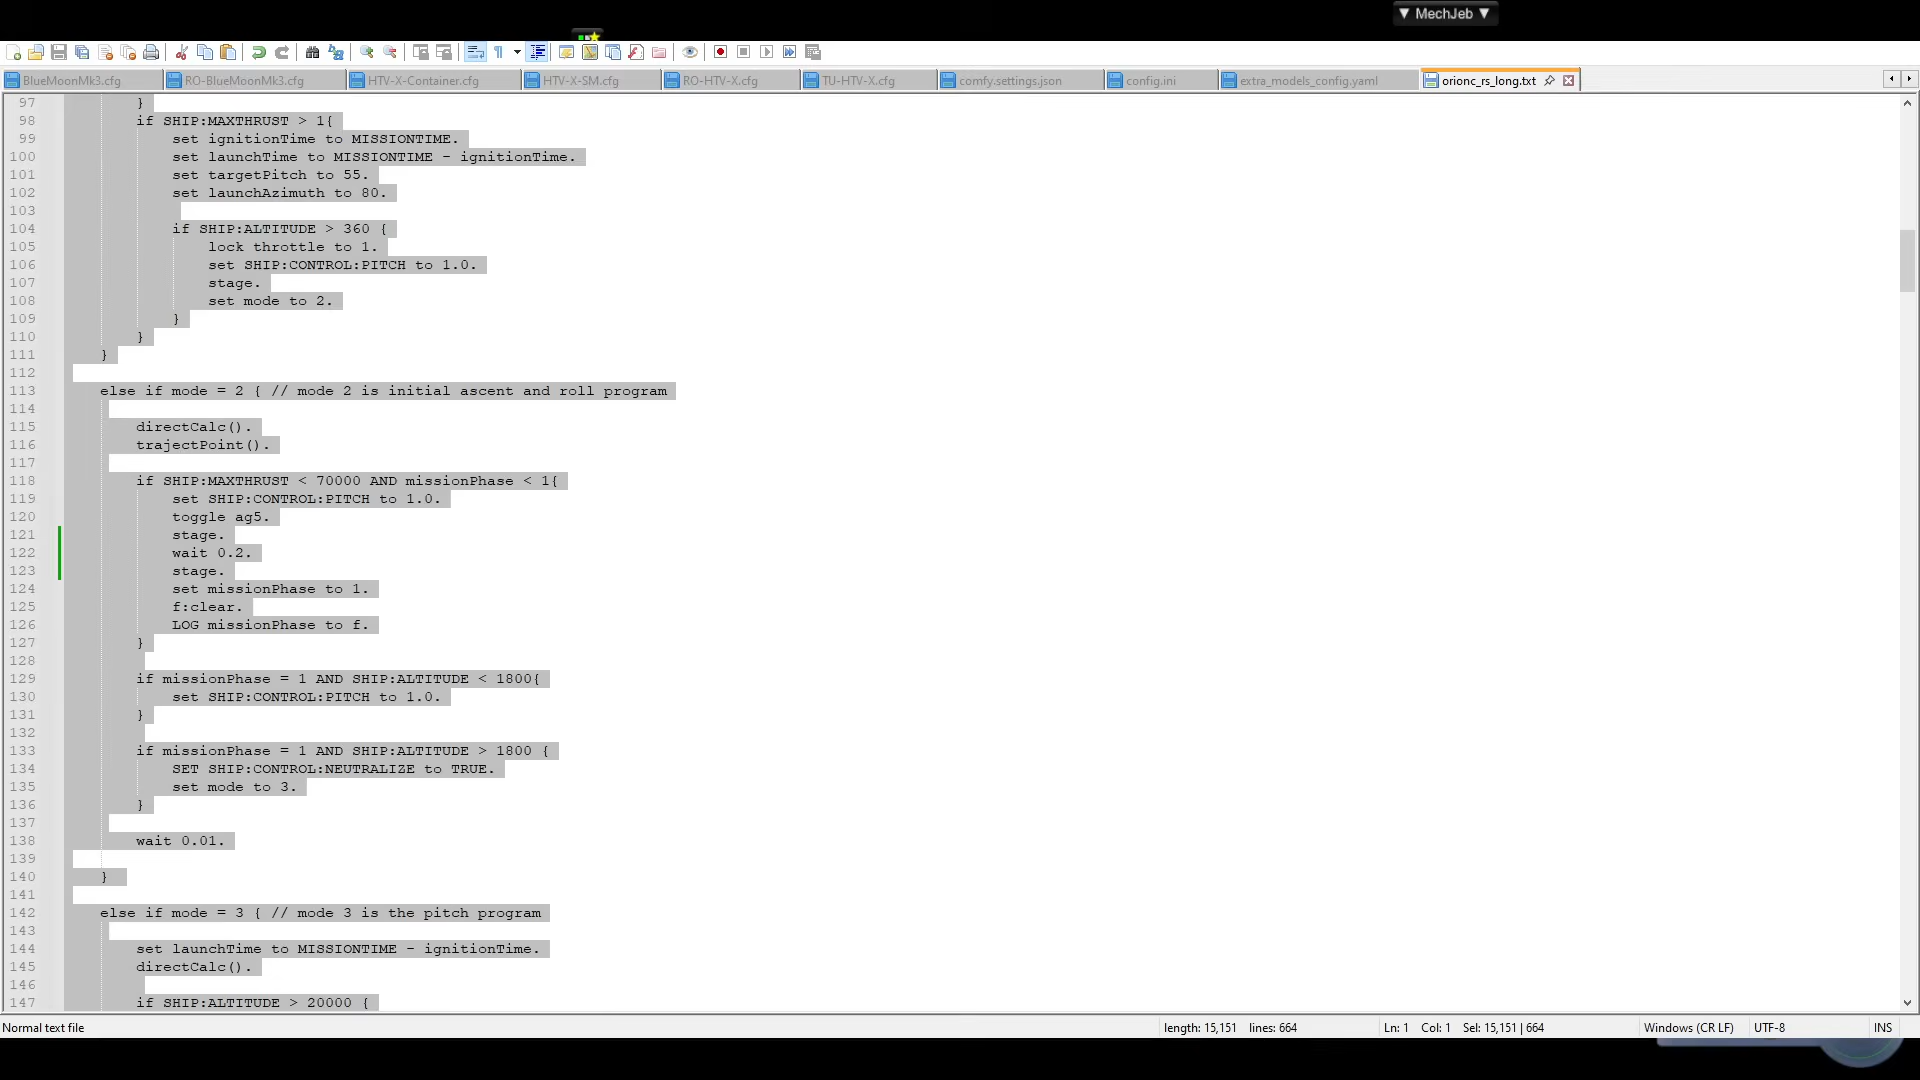 ▼ MechJeb ▼
BlueMoonMk3.cfg RO-BlueMoonMk3.cfg HTV-X-Container.cfg HTV-X-SM.cfg RO-HTV-X.cfg TU-HTV-X.cfg comfy.settings.json config.ini extra_models_config.yaml orionc_rs_long.txt
97 }
98 if SHIP:MAXTHRUST > 1{
99 set ignitionTime to MISSIONTIME.
100 set launchTime to MISSIONTIME - ignitionTime.
101 set targetPitch to 55.
102 set launchAzimuth to 80.
103
104 if SHIP:ALTITUDE > 360 {
105 lock throttle to 1.
106 set SHIP:CONTROL:PITCH to 1.0.
107 stage.
108 set mode to 2.
109 }
110 }
111 }
112
113 else if mode = 2 { // mode 2 is initial ascent and roll program
114
115 directCalc().
116 trajectPoint().
117
118 if SHIP:MAXTHRUST < 70000 AND missionPhase < 1{
119 set SHIP:CONTROL:PITCH to 1.0.
120 toggle ag5.
121 stage.
122 wait 0.2.
123 stage.
124 set missionPhase to 1.
125 f:clear.
126 LOG missionPhase to f.
127 }
128
129 if missionPhase = 1 AND SHIP:ALTITUDE < 1800{
130 set SHIP:CONTROL:PITCH to 1.0.
131 }
132
133 if missionPhase = 1 AND SHIP:ALTITUDE > 1800 {
134 SET SHIP:CONTROL:NEUTRALIZE to TRUE.
135 set mode to 3.
136 }
137
138 wait 0.01.
139
140 }
141
142 else if mode = 3 { // mode 3 is the pitch program
143
144 set launchTime to MISSIONTIME - ignitionTime.
145 directCalc().
146
147 if SHIP:ALTITUDE > 20000 {
Normal text file length: 15,151 lines: 664 Ln: 1 Col: 1 Sel: 15,151 | 664 Windows (CR LF) UTF-8 INS